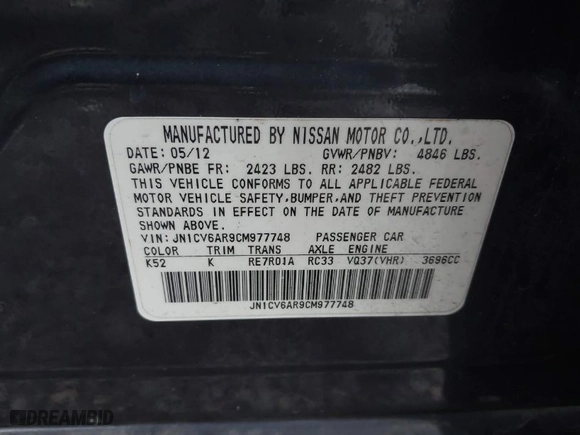 MANUFACTURED BY NISSAN MOTOR CO.,LTD.
DATE: 05/12 GVWR/PNBV: 4846 LBS.
GAWR/PNBE FR: 2423 LBS. RR: 2482 LBS.
THIS VEHICLE CONFORMS TO ALL APPLICABLE FEDERAL
MOTOR VEHICLE SAFETY,BUMPER,AND THEFT PREVENTION
STANDARDS IN EFFECT ON THE DATE OF MANUFACTURE
SHOWN ABOVE.
VIN: JN1CV6AR9CM977748 PASSENGER CAR
COLOR TRIM TRANS AXLE ENGINE
K52 K RE7R01A RC33 VQ37(VHR) 3696CC
JN1CV6AR9CM977748
DREAMBID